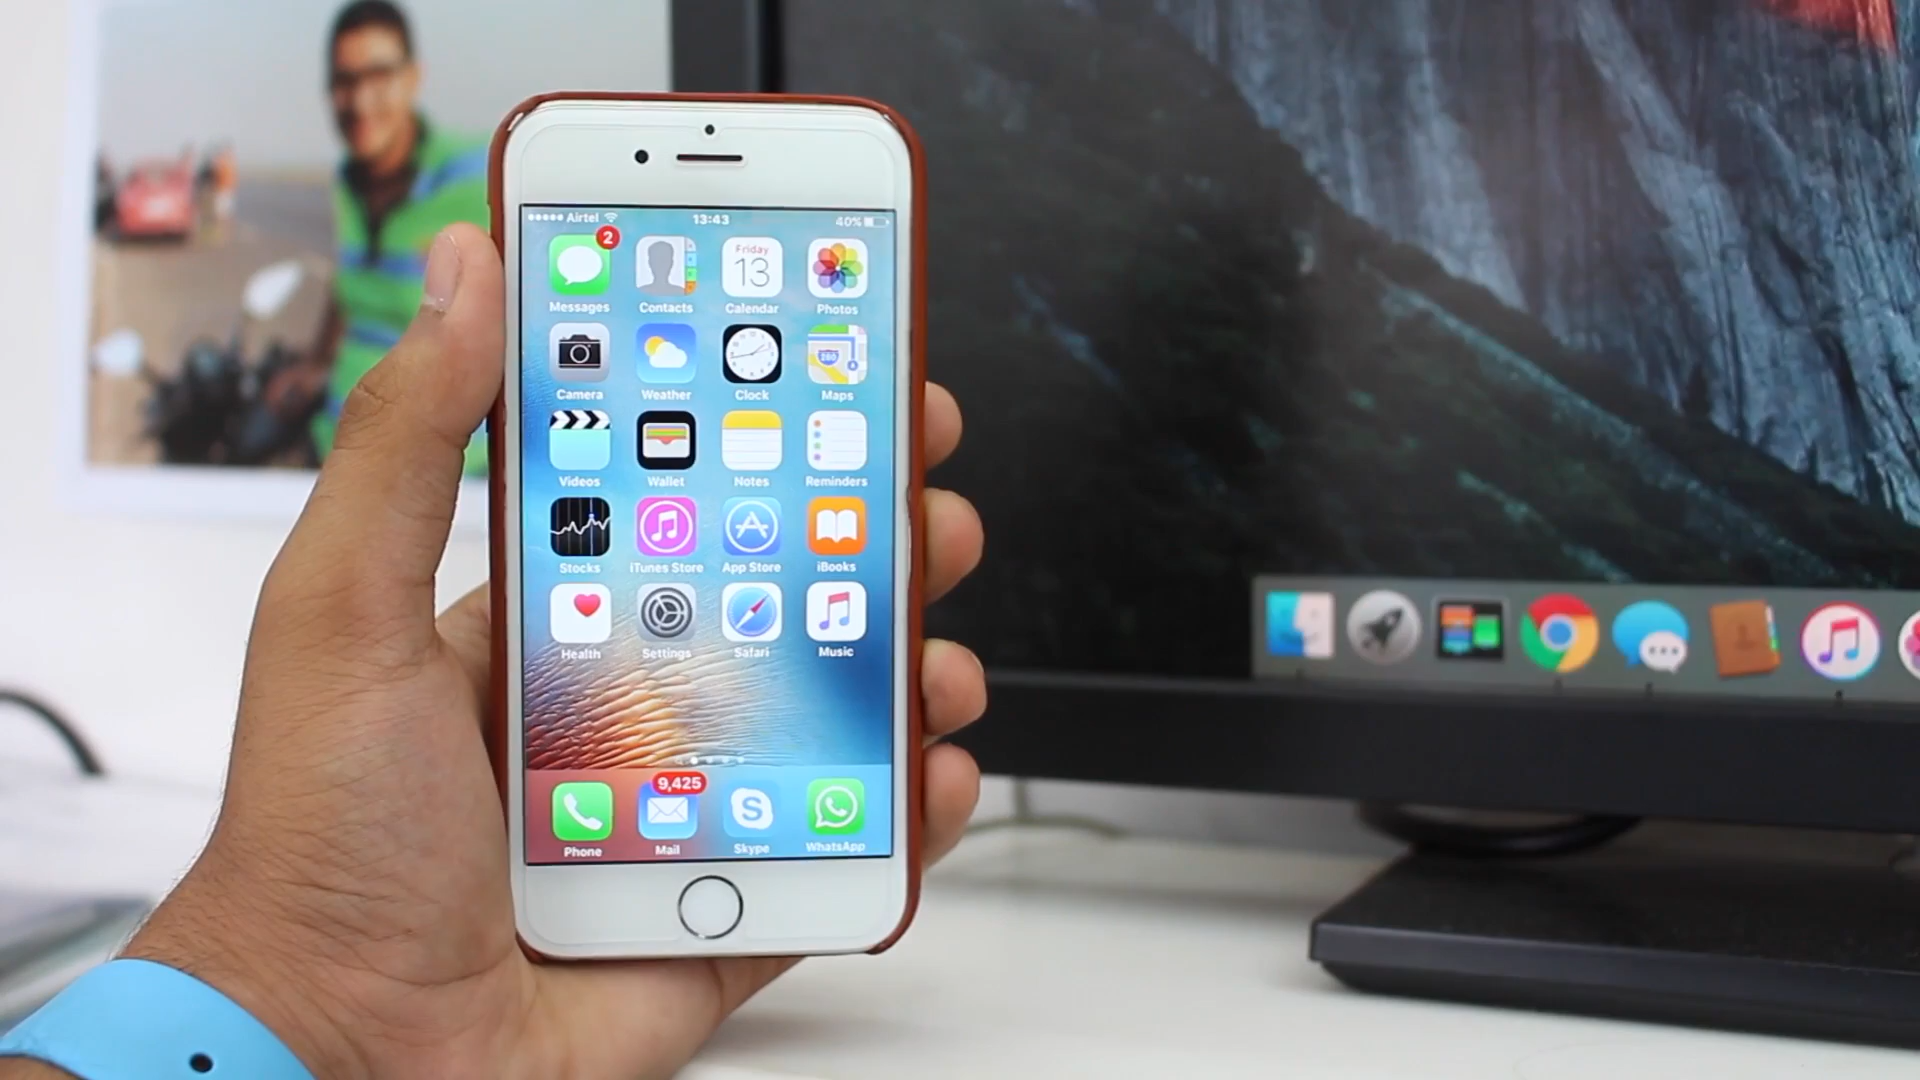 Airtel 13:43 40%
2
Messages Contacts Friday 13 Calendar Photos
Camera Weather Clock 280 Maps
Videos Wallet Notes Reminders
Stocks iTunes Store App Store iBooks
Health Settings Safari Music
9,425
Phone Mail Skype WhatsApp